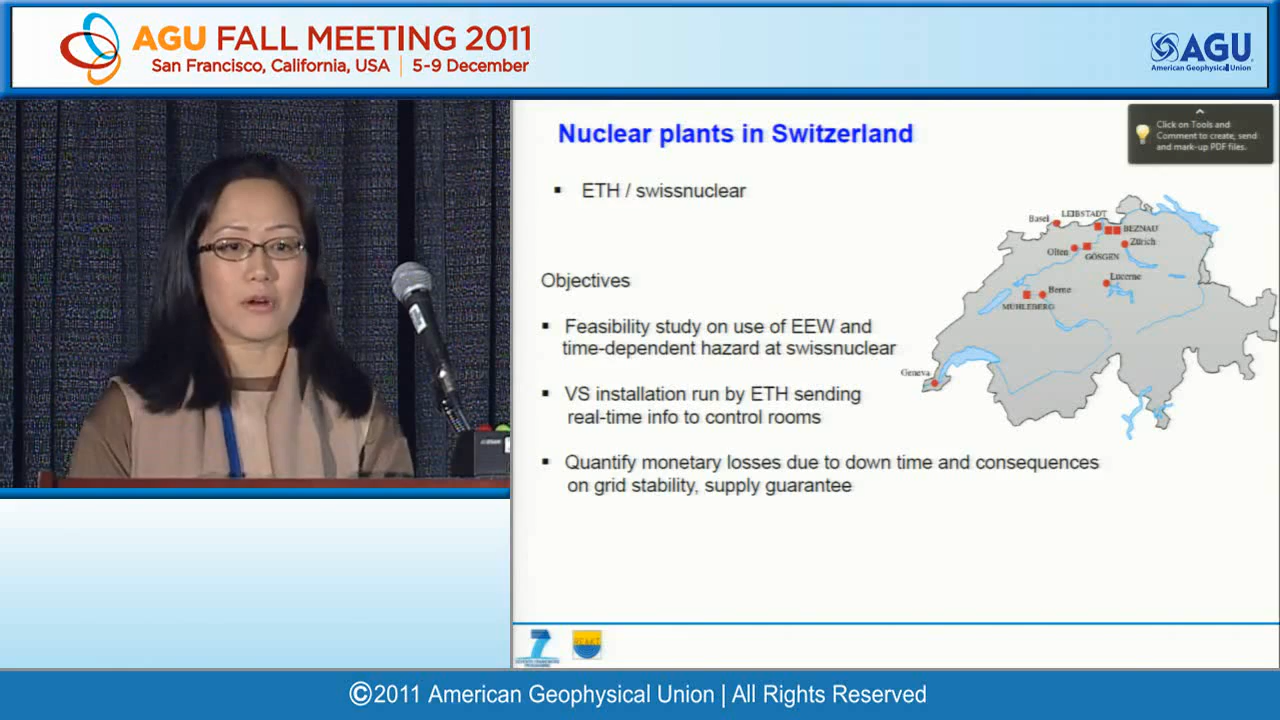 AGU FALL MEETING 2011
San Francisco, California, USA | 5-9 December
AGU
American Geophysical Union
Nuclear plants in Switzerland
Click on Tools and
Comment to create, send
and mark-up PDF files.
▪ ETH / swissnuclear
Objectives
▪ Feasibility study on use of EEW and
time-dependent hazard at swissnuclear
▪ VS installation run by ETH sending
real-time info to control rooms
▪ Quantify monetary losses due to down time and consequences
on grid stability, supply guarantee
Basel
LEIBSTADT
BEZNAU
Zürich
Olten
GÖSGEN
Lucerne
Berne
MÜHLEBERG
Geneva
7
REAKT
©2011 American Geophysical Union | All Rights Reserved